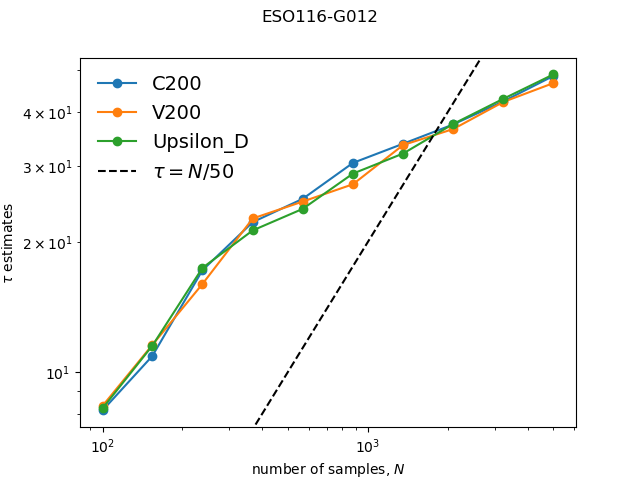 ESO116-G012
C200
V200
Upsilon_D
τ = N/50
4 × 10¹
3 × 10¹
2 × 10¹
10¹
τ estimates
10² 10³
number of samples, N